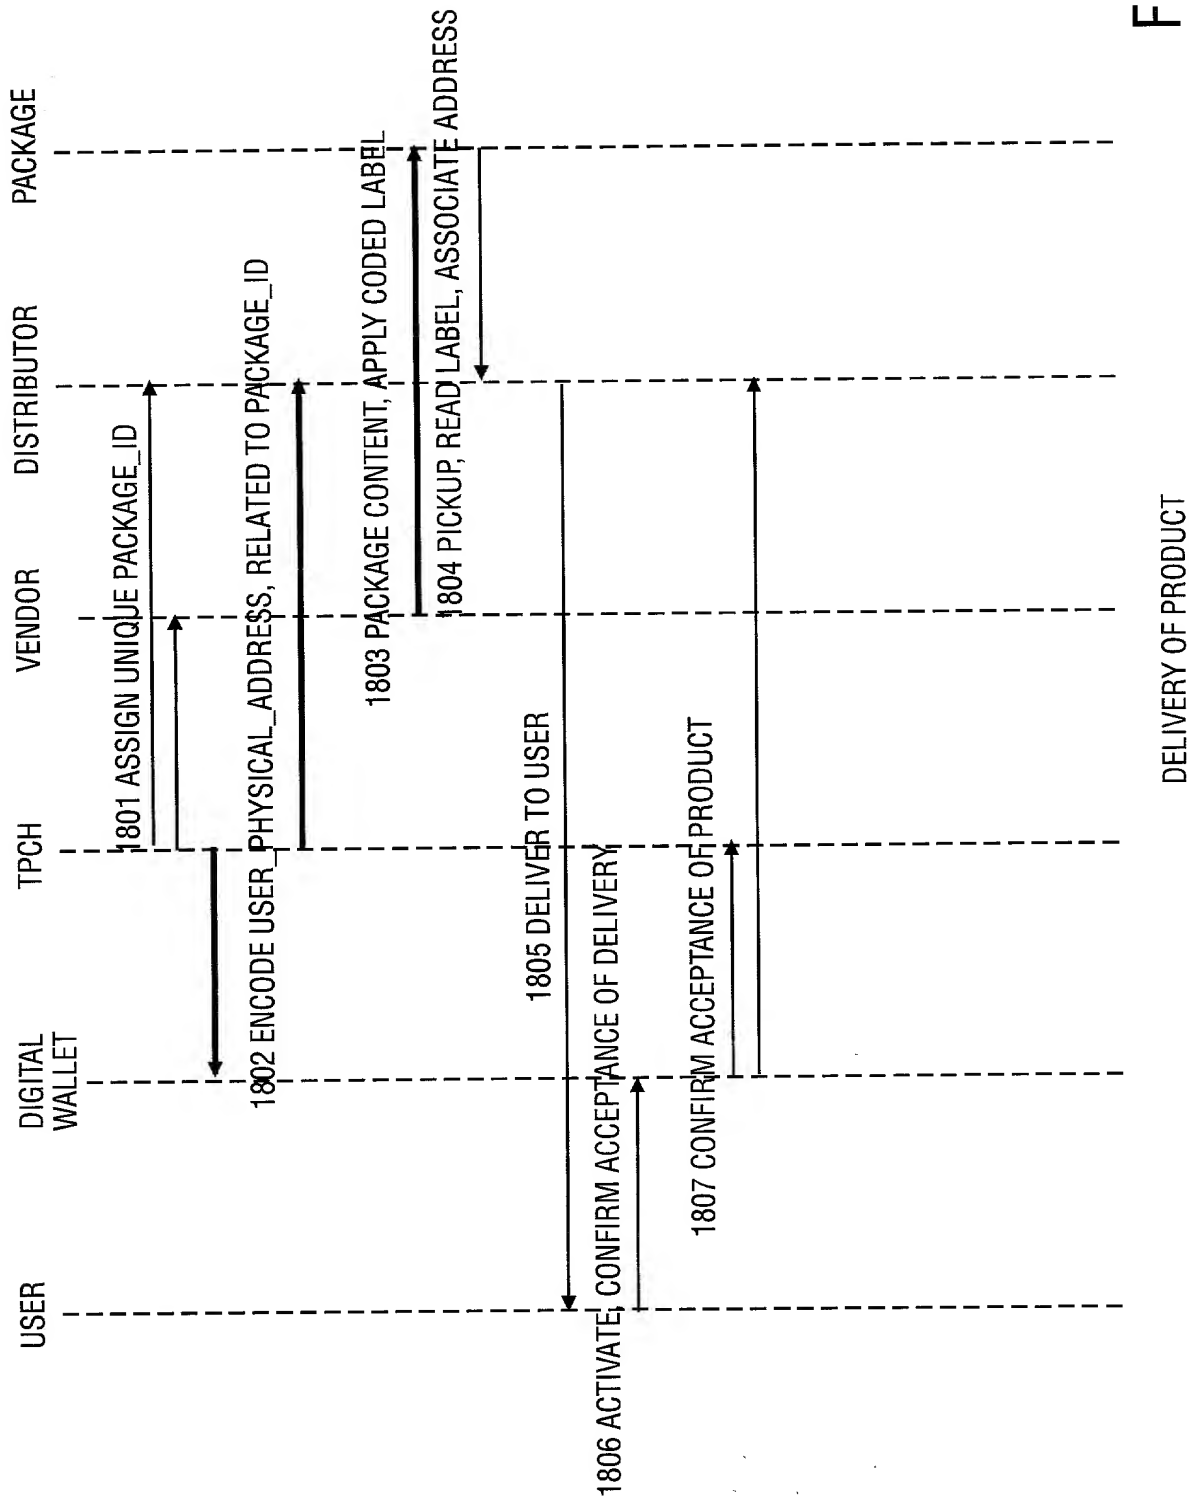 USER
DIGITAL
WALLET
TPCH
VENDOR
DISTRIBUTOR
PACKAGE
1801 ASSIGN UNIQUE PACKAGE_ID
1802 ENCODE USER_PHYSICAL_ADDRESS, RELATED TO PACKAGE_ID
1803 PACKAGE CONTENT, APPLY CODED LABEL
1804 PICKUP, READ LABEL, ASSOCIATE ADDRESS
1805 DELIVER TO USER
1806 ACTIVATE, CONFIRM ACCEPTANCE OF DELIVERY
1807 CONFIRM ACCEPTANCE OF PRODUCT
DELIVERY OF PRODUCT
F